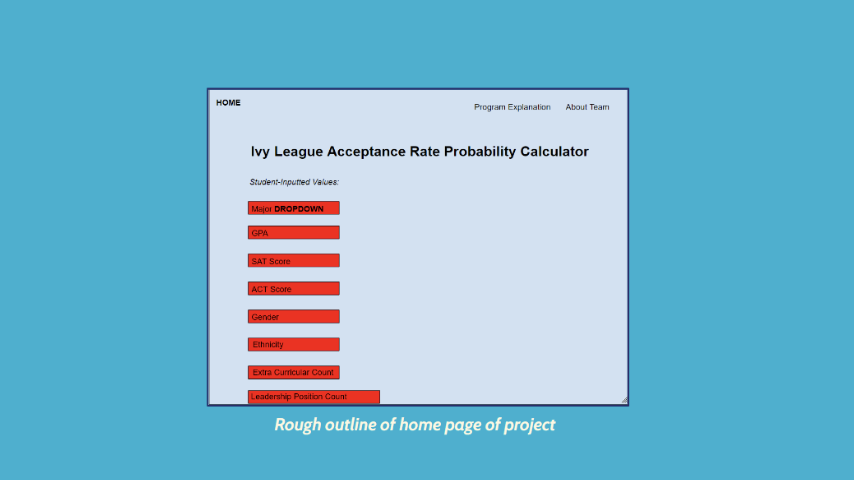 HOME
Program Explanation
About Team
Ivy League Acceptance Rate Probability Calculator
Student-Inputted Values:
Major DROPDOWN
GPA
SAT Score
ACT Score
Gender
Ethnicity
Extra Curricular Count
Leadership Position Count
Rough outline of home page of project